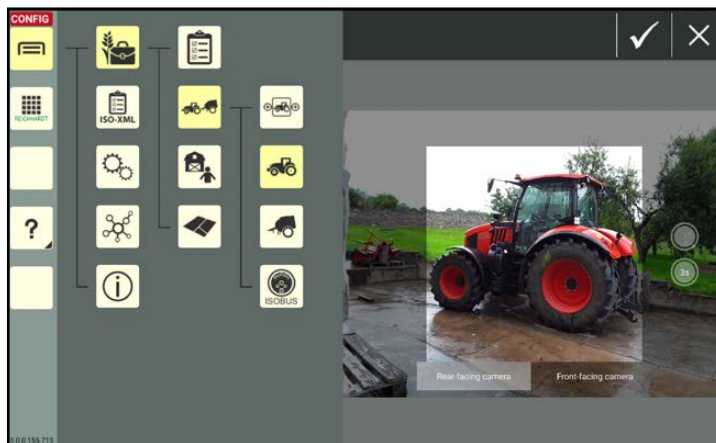 CONFIG
ISO-XML
REICHHARDT
?
ISOBUS
3s
Rear-facing camera
Front-facing camera